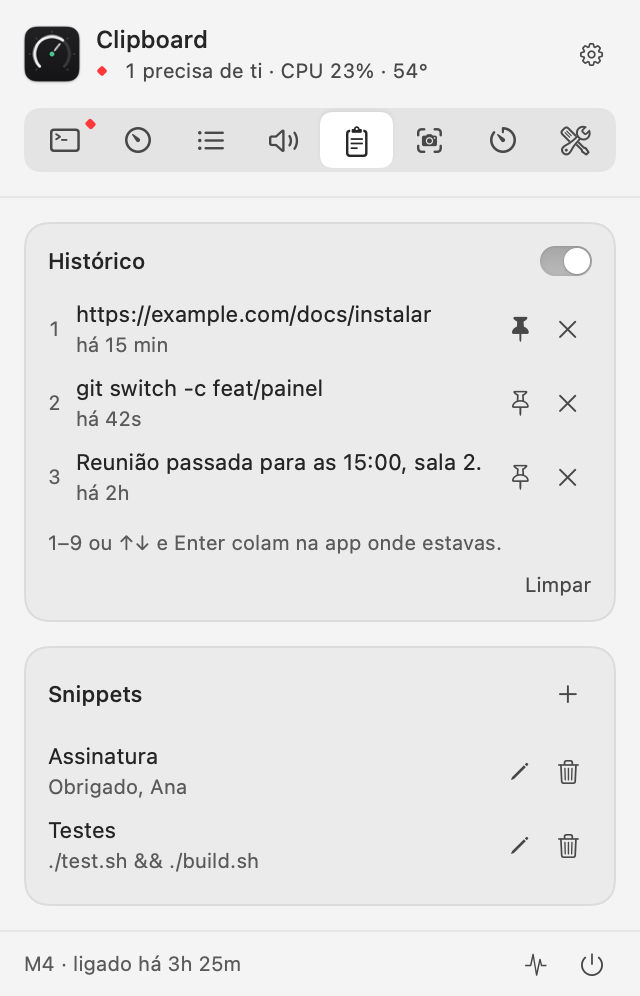 Clipboard
1 precisa de ti · CPU 23% · 54°
Histórico
1
https://example.com/docs/instalar
há 15 min
2
git switch -c feat/painel
há 42s
3
Reunião passada para as 15:00, sala 2.
há 2h
1–9 ou ↑↓ e Enter colam na app onde estavas.
Limpar
Snippets
Assinatura
Obrigado, Ana
Testes
./test.sh && ./build.sh
M4 · ligado há 3h 25m